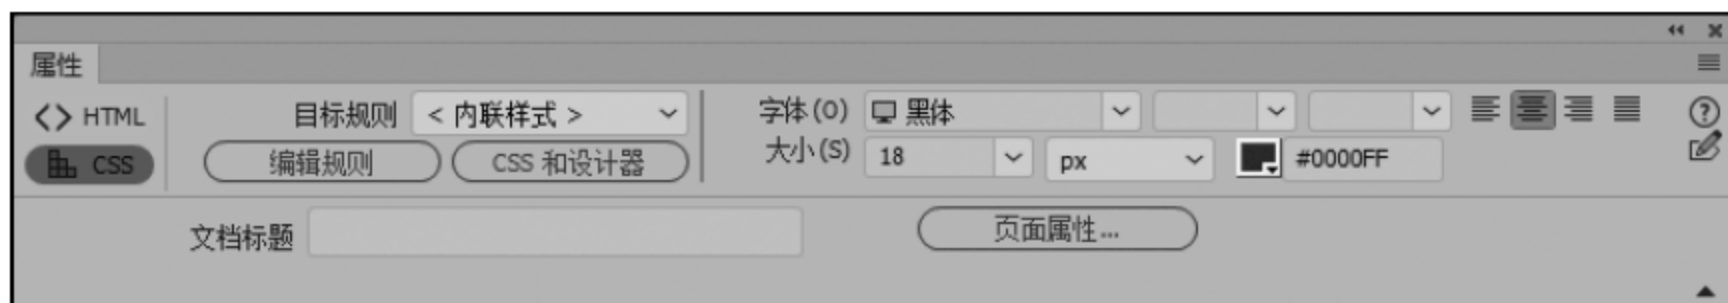 属性
HTML 目标规则 < 内联样式 > 字体(O) 黑体
CSS 编辑规则 CSS 和设计器 大小(S) 18 px #0000FF
文档标题 页面属性...